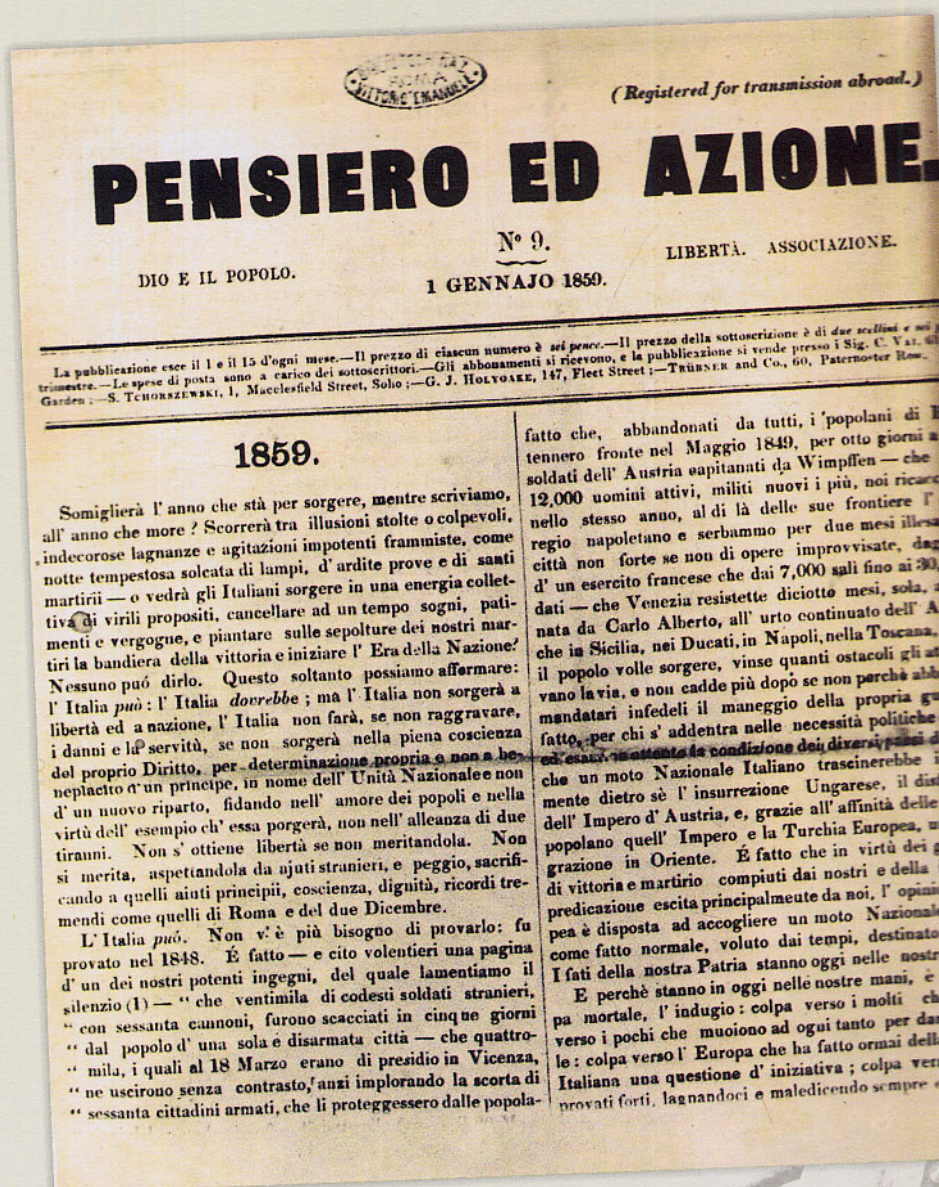 ROMA
VITTORIO EMANUELE
(Registered for transmission abroad.)
PENSIERO ED AZIONE.
Nº 9.
DIO E IL POPOLO.
LIBERTÀ. ASSOCIAZIONE.
1 GENNAJO 1859.
La pubblicazione esce il 1 e il 15 d'ogni mese.—Il prezzo di ciascun numero è sei pence.—Il prezzo della sottoscrizione è di due scellini e sei
trimestre.—Le spese di posta sono a carico dei sottoscrittori.—Gli abbonamenti si ricevono, e la pubblicazione si vende presso i Sig. C.
Garden ;—S. TCHORSZEWSKI, 1, Macclesfield Street, Soho ;—G. J. HOLYOAKE, 147, Fleet Street ;—TRÜBNER and Co., 60, Paternoster Row.
1859.
Somiglierà l' anno che stà per sorgere, mentre scriviamo,
all' anno che more ? Scorrerà tra illusioni stolte o colpevoli,
indecorose lagnanze e agitazioni impotenti frammiste, come
notte tempestosa solcata di lampi, d' ardite prove e di santi
martirii — o vedrà gli Italiani sorgere in una energia collet-
tiva di virili propositi, cancellare ad un tempo sogni, pati-
menti e vergogne, e piantare sulle sepolture dei nostri mar-
tiri la bandiera della vittoria e iniziare l' Era della Nazione?
Nessuno puó dirlo. Questo soltanto possiamo affermare:
l' Italia può : l' Italia dovrebbe ; ma l' Italia non sorgerà a
libertà ed a nazione, l' Italia non farà, se non raggravare,
i danni e la servitù, se non sorgerà nella piena coscienza
del proprio Diritto, per determinazione propria e non a be-
neplacito d' un principe, in nome dell' Unità Nazionale e non
d' un nuovo riparto, fidando nell' amore dei popoli e nella
virtù dell' esempio ch' essa porgerà, non nell' alleanza di due
tiranni. Non s' ottiene libertà se non meritandola. Non
si merita, aspettandola da ajuti stranieri, e peggio, sacrifi-
cando a quelli aiuti principii, coscienza, dignità, ricordi tre-
mendi come quelli di Roma e del due Dicembre.
L' Italia puó. Non v' è più bisogno di provarlo: fu
provato nel 1848. É fatto — e cito volentieri una pagina
d' un dei nostri potenti ingegni, del quale lamentiamo il
silenzio (1) — “ che ventimila di codesti soldati stranieri,
“ con sessanta cannoni, furono scacciati in cinque giorni
“ dal popolo d' una sola e disarmata città — che quattro-
“ mila, i quali al 18 Marzo erano di presidio in Vicenza,
“ ne uscirono senza contrasto, anzi implorando la scorta di
“ sessanta cittadini armati, che li proteggessero dalle popola-
fatto che, abbandonati da tutti, i popolani di
tennero fronte nel Maggio 1849, per otto giorni
soldati dell' Austria capitanati da Wimpffen — che
12,000 uomini attivi, militi nuovi i più, noi
nello stesso anno, al di là delle sue frontiere l'
regio napoletano e serbammo per due mesi
città non forte se non di opere improvvisate,
d' un esercito francese che dai 7,000 salì fino ai 30,
dati — che Venezia resistette diciotto mesi, sola,
nata da Carlo Alberto, all' urto continuato dell' A
che in Sicilia, nei Ducati, in Napoli, nella Toscana,
il popolo volle sorgere, vinse quanti ostacoli gli
vano la via, e non cadde più dopo se non perchè
mandatari infedeli il maneggio della propria
fatto, per chi s' addentra nelle necessità politiche
la condizione dei diversi
che un moto Nazionale Italiano trascinerebbe
mente dietro sè l' insurrezione Ungarese, il
dell' Impero d' Austria, e, grazie all' affinità delle
popolano quell' Impero e la Turchia Europea,
grazione in Oriente. É fatto che in virtù dei
di vittoria e martirio compiuti dai nostri e della
predicazione escita principalmente da noi, l'
pea è disposta ad accogliere un moto Nazionale
come fatto normale, voluto dai tempi, destinato
I fati della nostra Patria stanno oggi nelle
E perchè stanno in oggi nelle nostre mani, è
pa mortale, l' indugio : colpa verso i molti
verso i pochi che muoiono ad ogni tanto per
le : colpa verso l' Europa che ha fatto ormai
Italiana una questione d' iniziativa ; colpa
provati forti, lagnandoci e maledicendo sempre